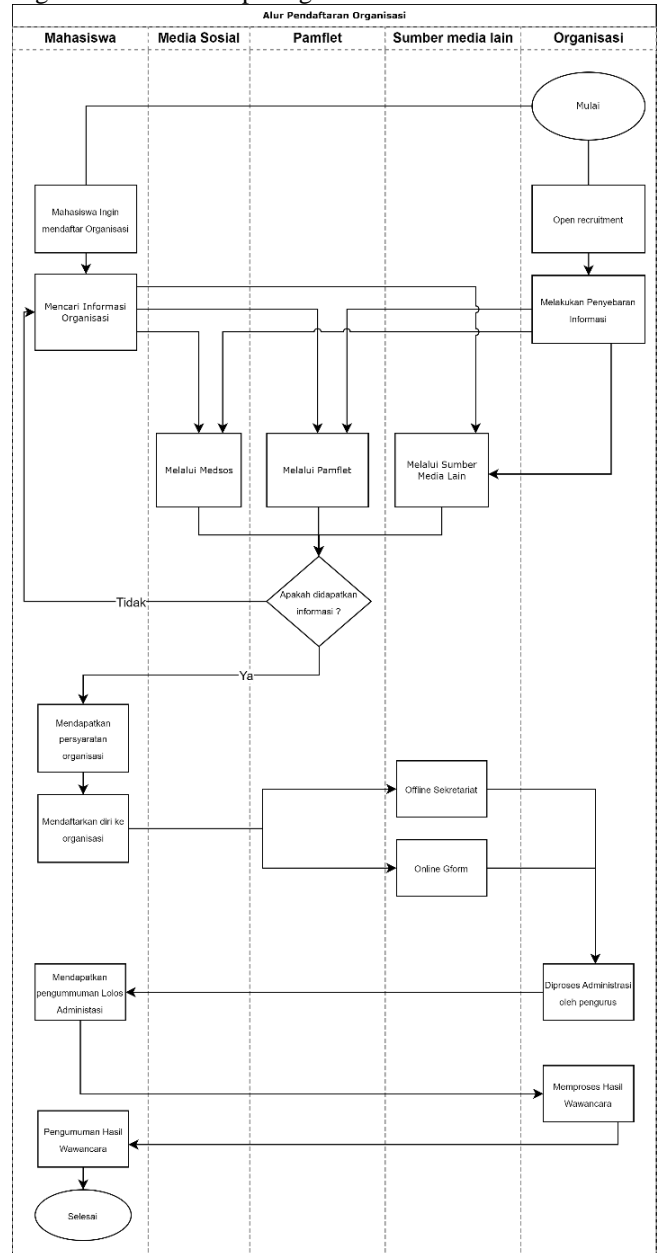 Alur Pendaftaran Organisasi
Mahasiswa
Media Sosial
Pamflet
Sumber media lain
Organisasi
Mulai
Mahasiswa Ingin
mendaftar Organisasi
Open recruitment
Mencari Informasi
Organisasi
Melakukan Penyebaran
Informasi
Melalui Medsos
Melalui Pamflet
Melalui Sumber
Media Lain
Apakah didapatkan
informasi ?
Tidak
Ya
Mendapatkan
persyaratan
organisasi
Mendaftarkan diri ke
organisasi
Offline Sekretariat
Online Gform
Mendapatkan
pengummuman Lolos
Administasi
Diproses Administrasi
oleh pengurus
Memproses Hasil
Wawancara
Pengumuman Hasil
Wawancara
Selesai